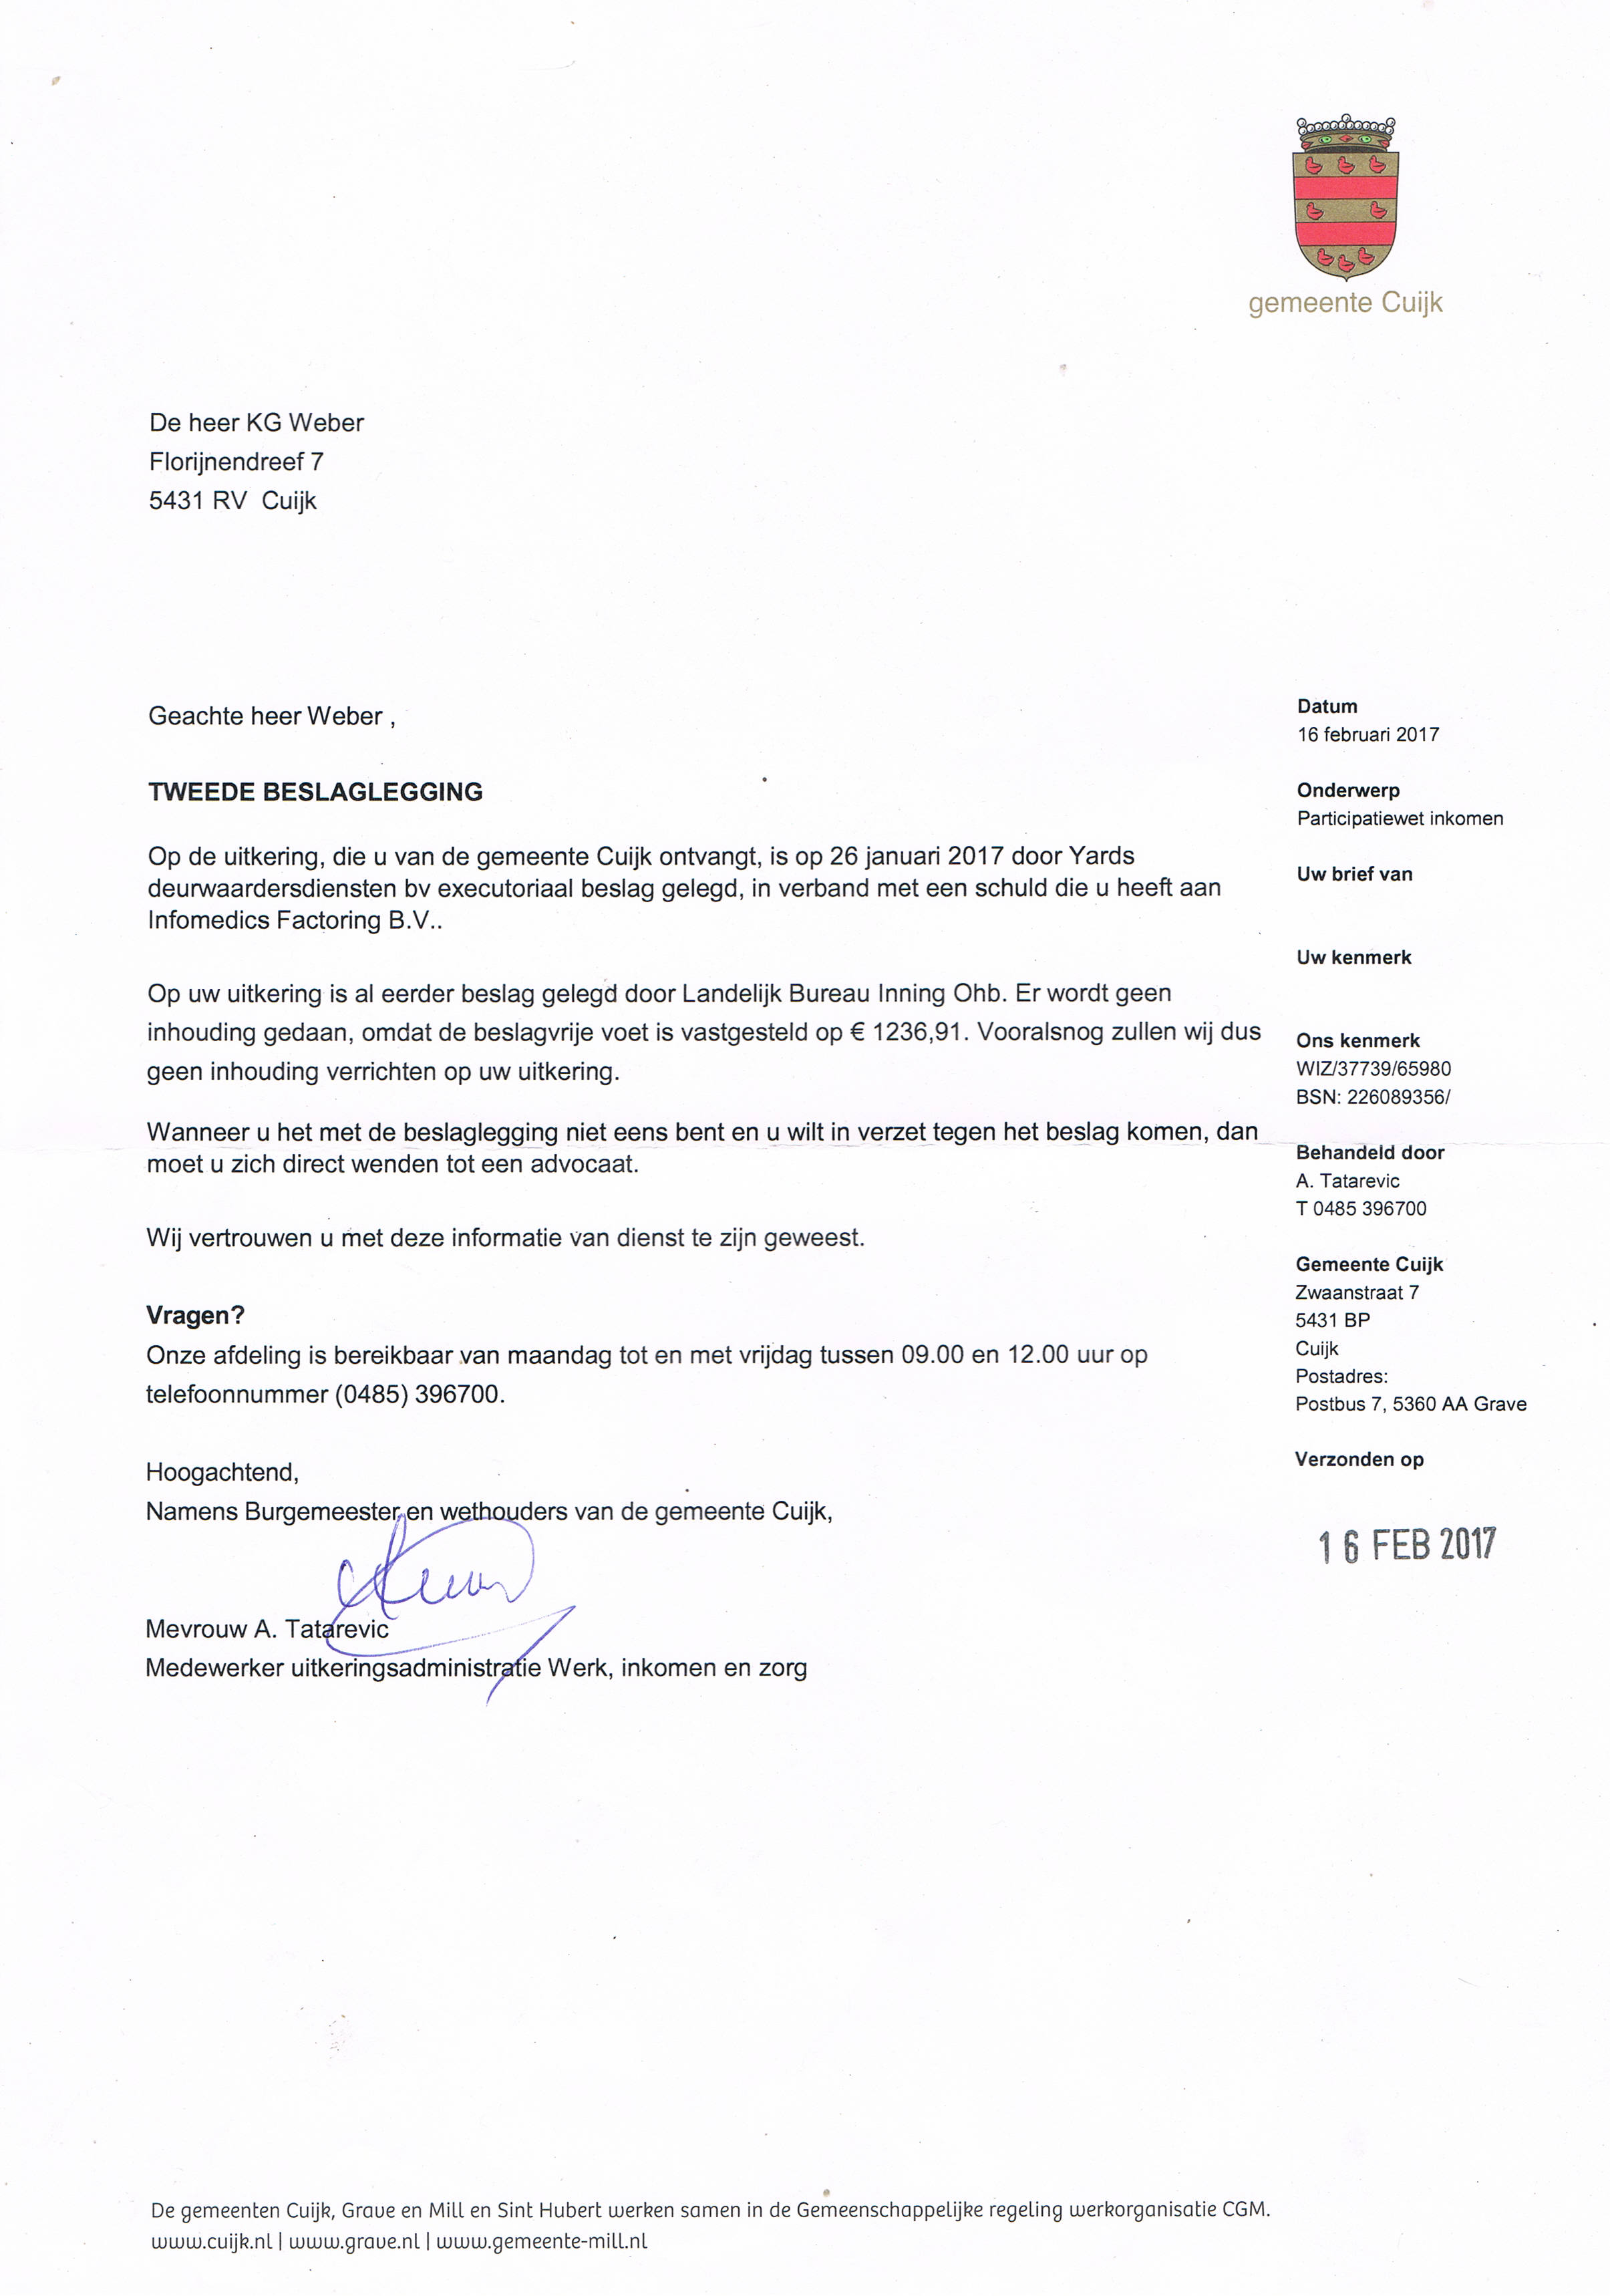 gemeente Cuijk
De heer KG Weber
Florijnendreef 7
5431 RV Cuijk
Geachte heer Weber ,
TWEEDE BESLAGLEGGING
Op de uitkering, die u van de gemeente Cuijk ontvangt, is op 26 januari 2017 door Yards
deurwaardersdiensten bv executoriaal beslag gelegd, in verband met een schuld die u heeft aan
Infomedics Factoring B.V..
Op uw uitkering is al eerder beslag gelegd door Landelijk Bureau Inning Ohb. Er wordt geen
inhouding gedaan, omdat de beslagvrije voet is vastgesteld op € 1236,91. Vooralsnog zullen wij dus
geen inhouding verrichten op uw uitkering.
Wanneer u het met de beslaglegging niet eens bent en u wilt in verzet tegen het beslag komen, dan
moet u zich direct wenden tot een advocaat.
Wij vertrouwen u met deze informatie van dienst te zijn geweest.
Vragen?
Onze afdeling is bereikbaar van maandag tot en met vrijdag tussen 09.00 en 12.00 uur op
telefoonnummer (0485) 396700.
Hoogachtend,
Namens Burgemeester en wethouders van de gemeente Cuijk,
Mevrouw A. Tatarevic
Medewerker uitkeringsadministratie Werk, inkomen en zorg
Datum
16 februari 2017
Onderwerp
Participatiewet inkomen
Uw brief van
Uw kenmerk
Ons kenmerk
WIZ/37739/65980
BSN: 226089356/
Behandeld door
A. Tatarevic
T 0485 396700
Gemeente Cuijk
Zwaanstraat 7
5431 BP
Cuijk
Postadres:
Postbus 7, 5360 AA Grave
Verzonden op
16 FEB 2017
De gemeenten Cuijk, Grave en Mill en Sint Hubert werken samen in de Gemeenschappelijke regeling werkorganisatie CGM.
www.cuijk.nl | www.grave.nl | www.gemeente-mill.nl